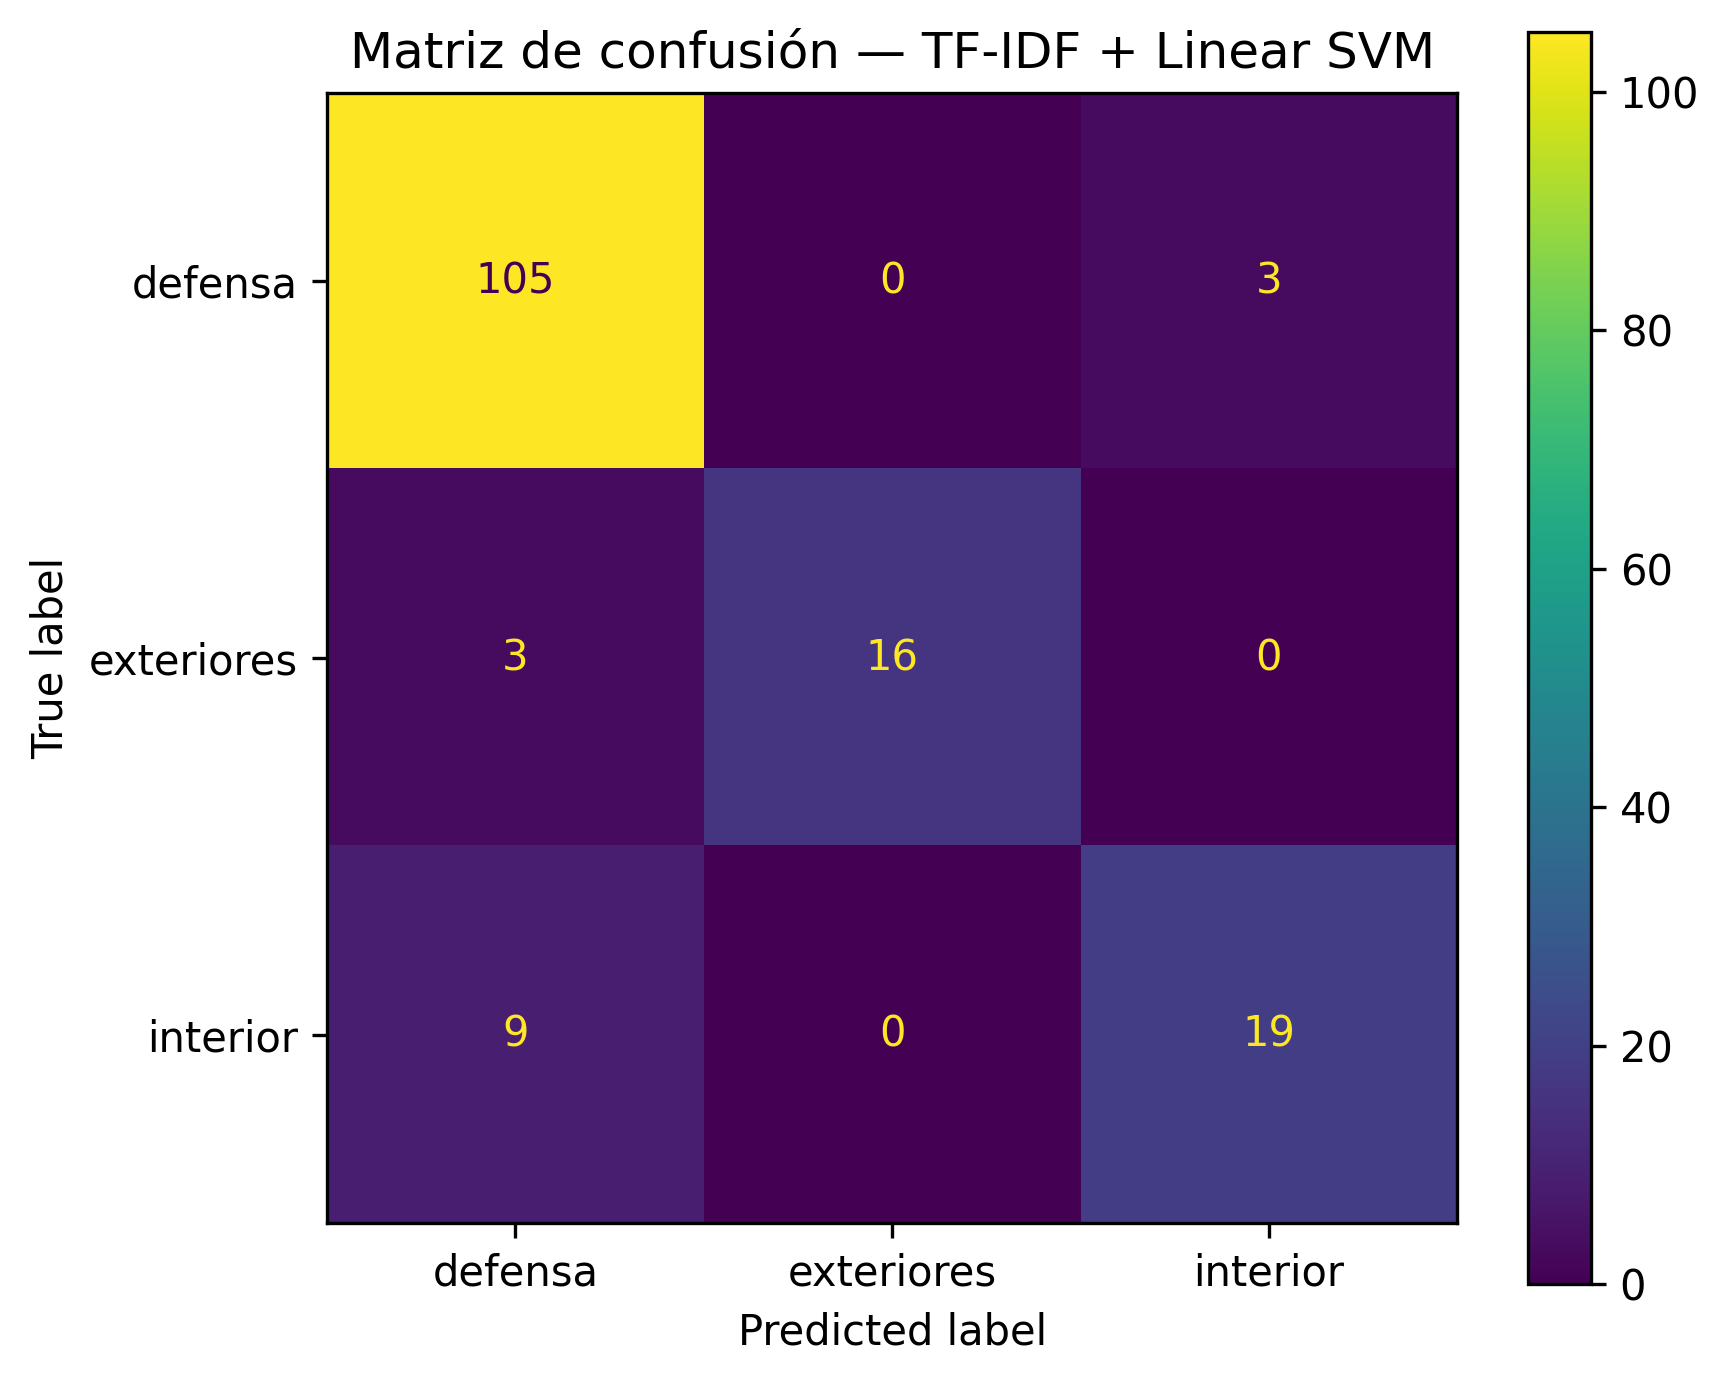 Matriz de confusión — TF-IDF + Linear SVM
True label
defensa
105
0
3
exteriores
3
16
0
interior
9
0
19
defensa
exteriores
interior
Predicted label
100
80
60
40
20
0